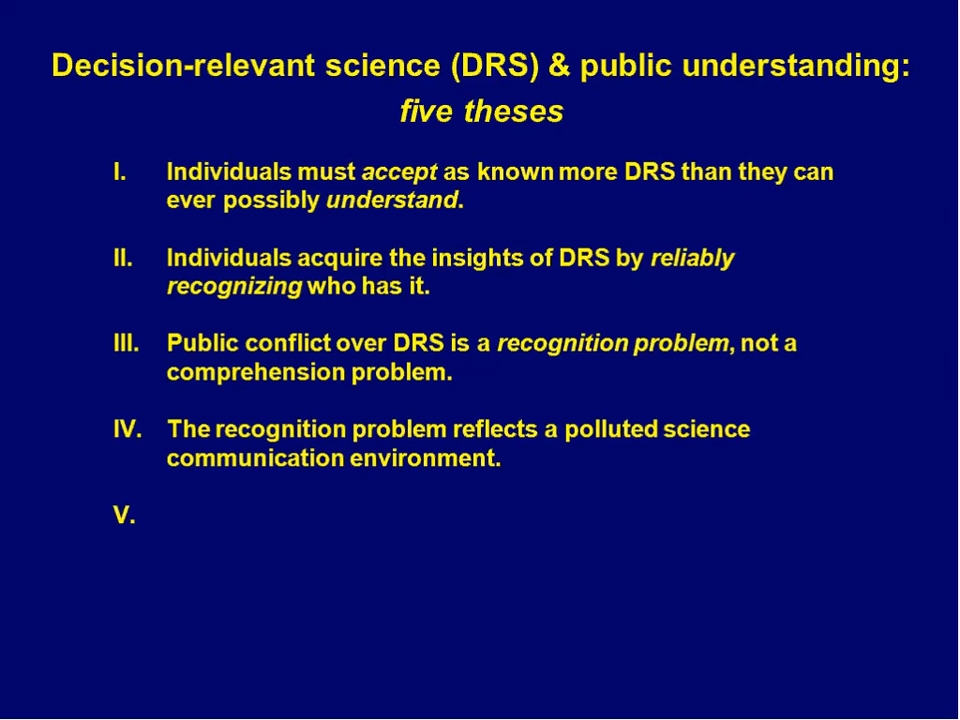 Decision-relevant science (DRS) & public understanding:
five theses
I. Individuals must accept as known more DRS than they can
ever possibly understand.
II. Individuals acquire the insights of DRS by reliably
recognizing who has it.
III. Public conflict over DRS is a recognition problem, not a
comprehension problem.
IV. The recognition problem reflects a polluted science
communication environment.
V.